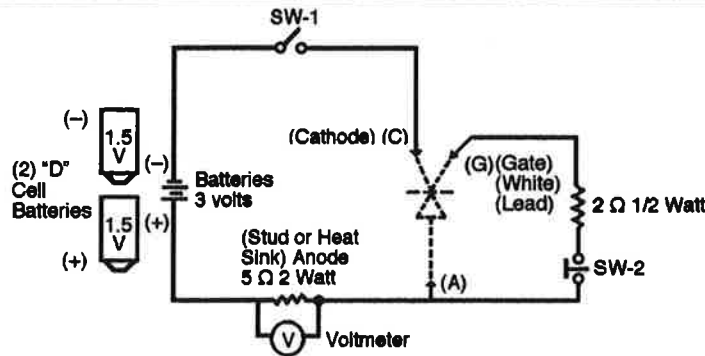 SW-1
(–)
1.5
V
(2) "D"
Cell
Batteries
1.5
V
(+)
(–)
(+)
Batteries
3 volts
(Cathode) (C)
(G) (Gate)
(White)
(Lead)
2 Ω 1/2 Watt
SW-2
(Stud or Heat
Sink) Anode
5 Ω 2 Watt
(A)
V
Voltmeter